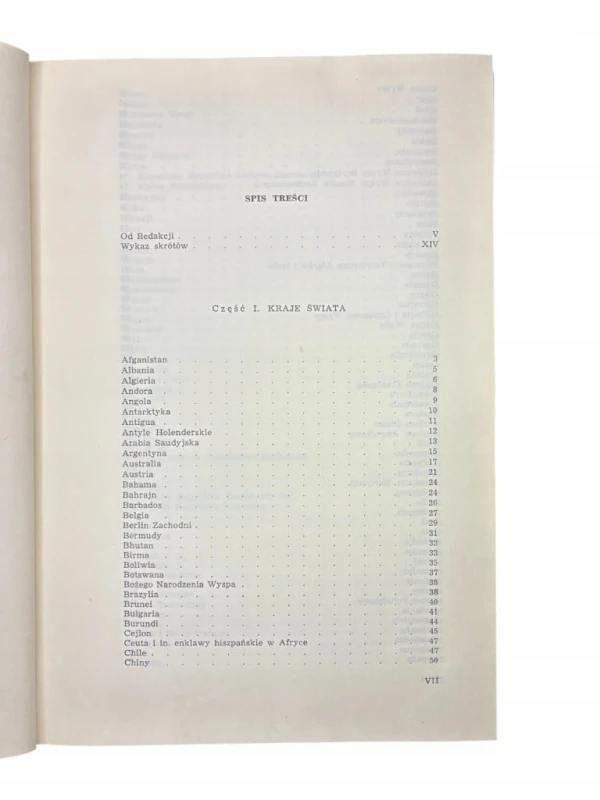 SPIS TREŚCI
Od Redakcji . . . . . . . . . . . . . . V
Wykaz skrótów . . . . . . . . . . . . . XIV
Część I. KRAJE ŚWIATA
Afganistan . . . . . . . . . . . . . . 3
Albania . . . . . . . . . . . . . . 5
Algieria . . . . . . . . . . . . . . 6
Andora . . . . . . . . . . . . . . 8
Angola . . . . . . . . . . . . . . 9
Antarktyka . . . . . . . . . . . . . . 10
Antigua . . . . . . . . . . . . . . 11
Antyle Holenderskie . . . . . . . . . . . . 12
Arabia Saudyjska . . . . . . . . . . . . 13
Argentyna . . . . . . . . . . . . . . 15
Australia . . . . . . . . . . . . . . 17
Austria . . . . . . . . . . . . . . 21
Bahama . . . . . . . . . . . . . . 24
Bahrajn . . . . . . . . . . . . . . 24
Barbados . . . . . . . . . . . . . . 26
Belgia . . . . . . . . . . . . . . 27
Berlin Zachodni . . . . . . . . . . . . . 29
Bermudy . . . . . . . . . . . . . . 31
Bhutan . . . . . . . . . . . . . . 32
Birma . . . . . . . . . . . . . . 33
Boliwia . . . . . . . . . . . . . . 35
Botswana . . . . . . . . . . . . . . 37
Bożego Narodzenia Wyspa . . . . . . . . . . . 38
Brazylia . . . . . . . . . . . . . . 38
Brunei . . . . . . . . . . . . . . 40
Bułgaria . . . . . . . . . . . . . . 41
Burundi . . . . . . . . . . . . . . 44
Cejlon . . . . . . . . . . . . . . 45
Ceuta i in. enklawy hiszpańskie w Afryce . . . . . . . 47
Chile . . . . . . . . . . . . . . 47
Chiny . . . . . . . . . . . . . . 50
VII